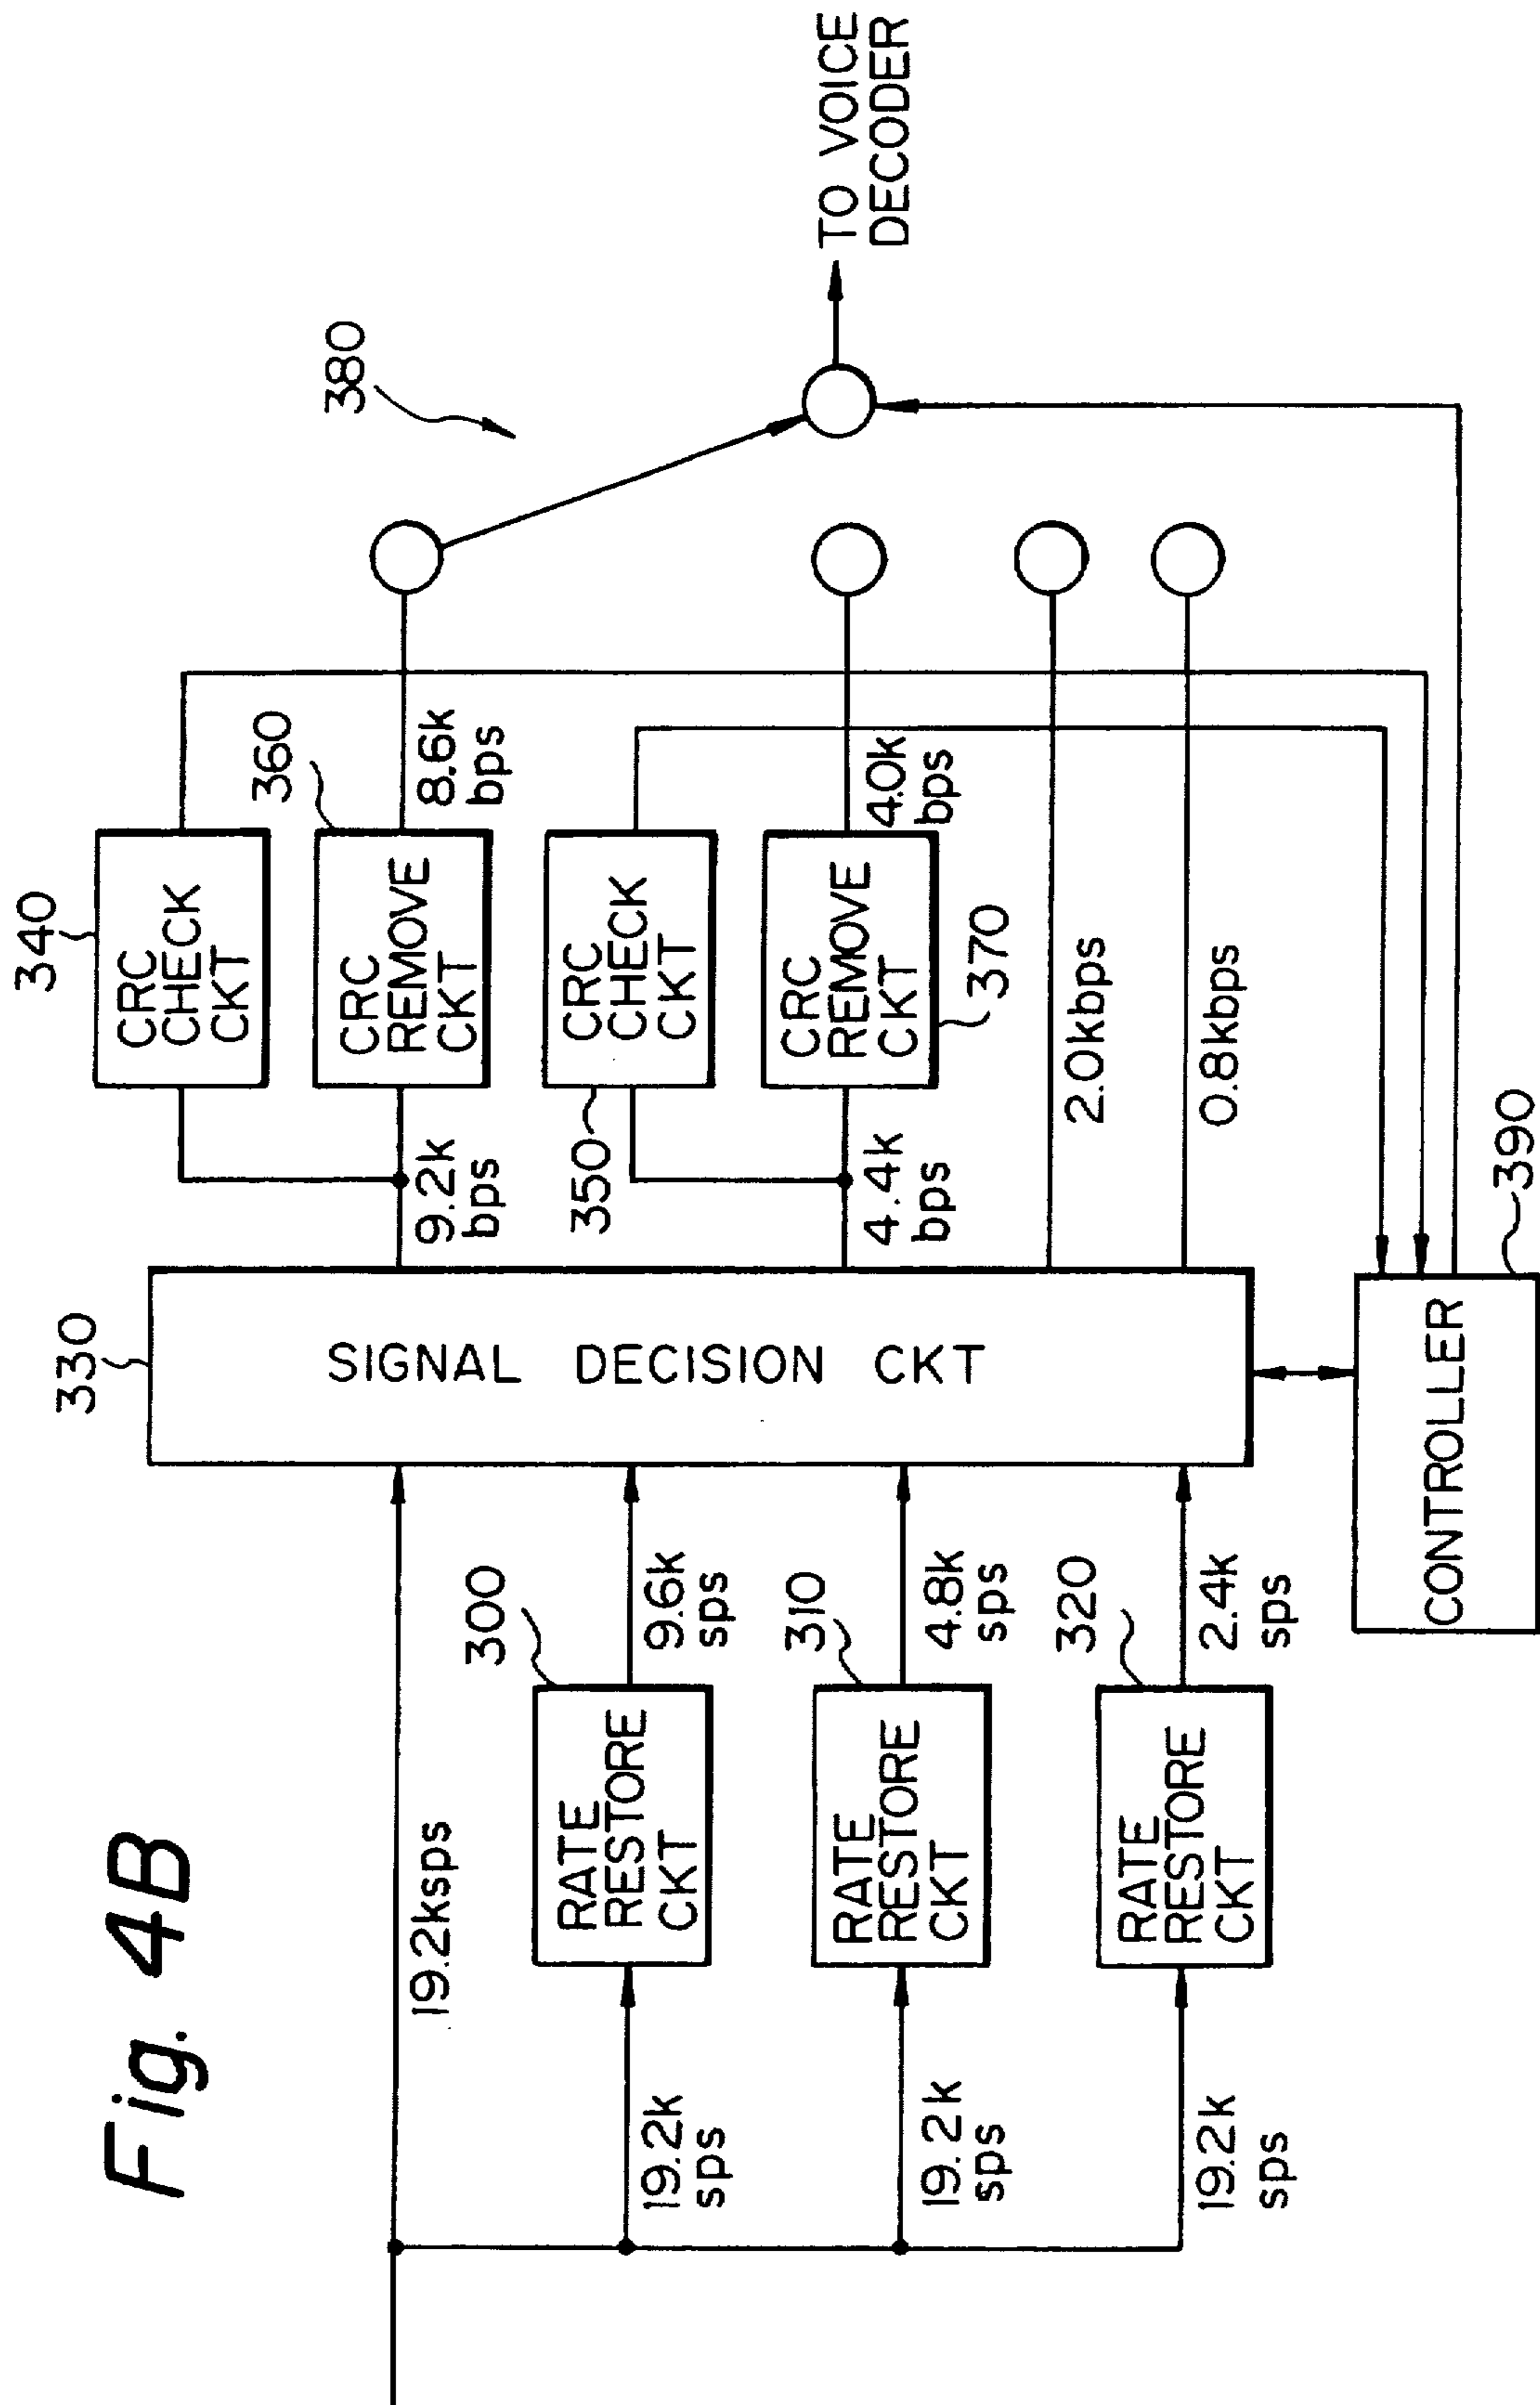 Fig. 4B
19.2ksps
19.2k
sps
19.2k
sps
19.2k
sps
RATE
RESTORE
CKT
300
9.6k
sps
RATE
RESTORE
CKT
310
4.8k
sps
RATE
RESTORE
CKT
320
2.4k
sps
330
SIGNAL DECISION CKT
CONTROLLER
390
9.2k
bps
4.4k
bps
2.0kbps
0.8kbps
340
CRC
CHECK
CKT
360
CRC
REMOVE
CKT
8.6k
bps
350
CRC
CHECK
CKT
370
CRC
REMOVE
CKT
4.0k
bps
380
TO VOICE
DECODER